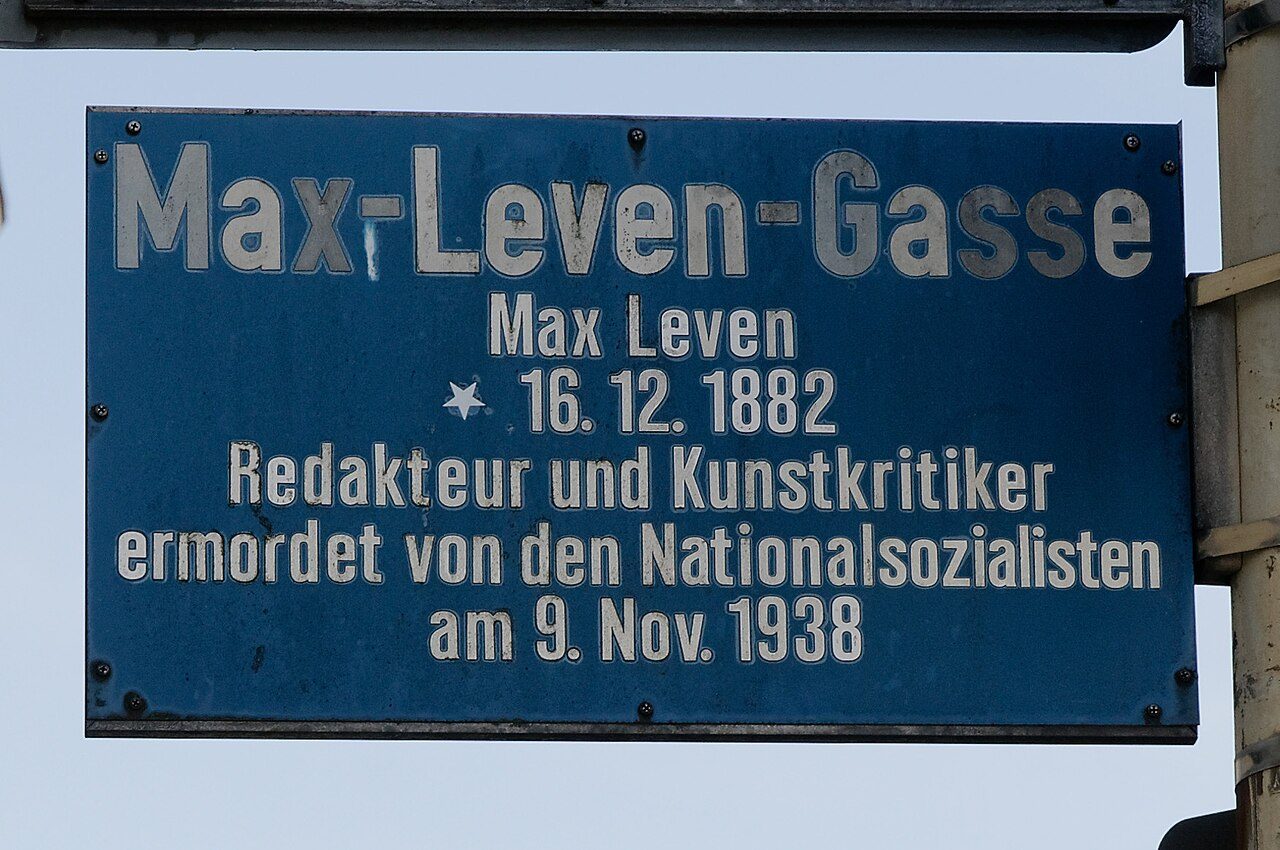 Max-Leven-Gasse
Max Leven
★ 16. 12. 1882
Redakteur und Kunstkritiker
ermordet von den Nationalsozialisten
am 9. Nov. 1938